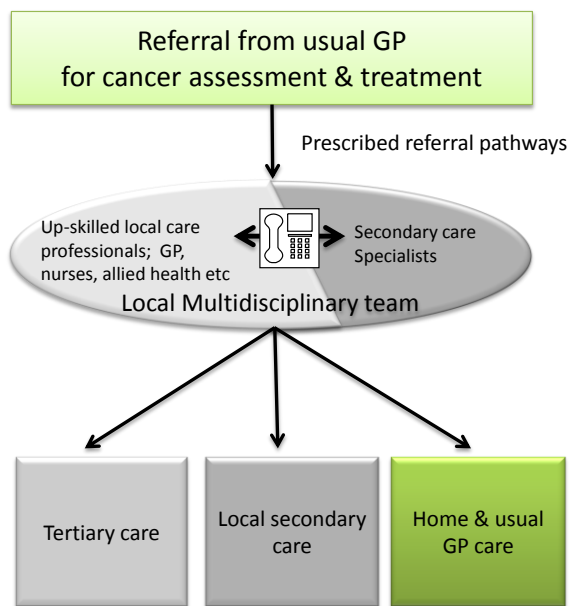 Referral from usual GP
for cancer assessment & treatment
Prescribed referral pathways
Up-skilled local care
professionals;  GP,
nurses, allied health etc
Secondary care
Specialists
Local Multidisciplinary team
Tertiary care
Local secondary
care
Home & usual
GP care